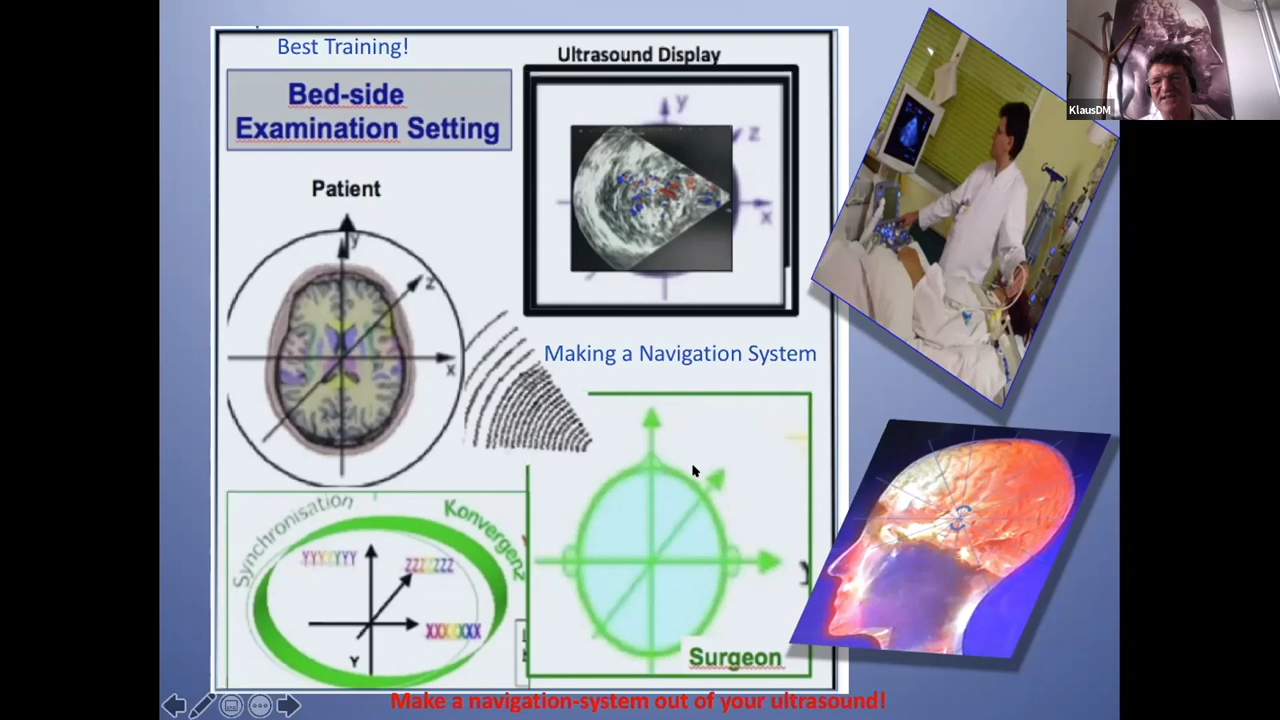 Best Training!
Bed-side
Examination Setting
Ultrasound Display
y
z
x
Patient
y
z
x
Making a Navigation System
Synchronisation
Konvergenz
YYYYYYY
ZZZZZZZ
XXXXXXX
Y
Surgeon
Make a navigation-system out of your ultrasound!
KlausDM